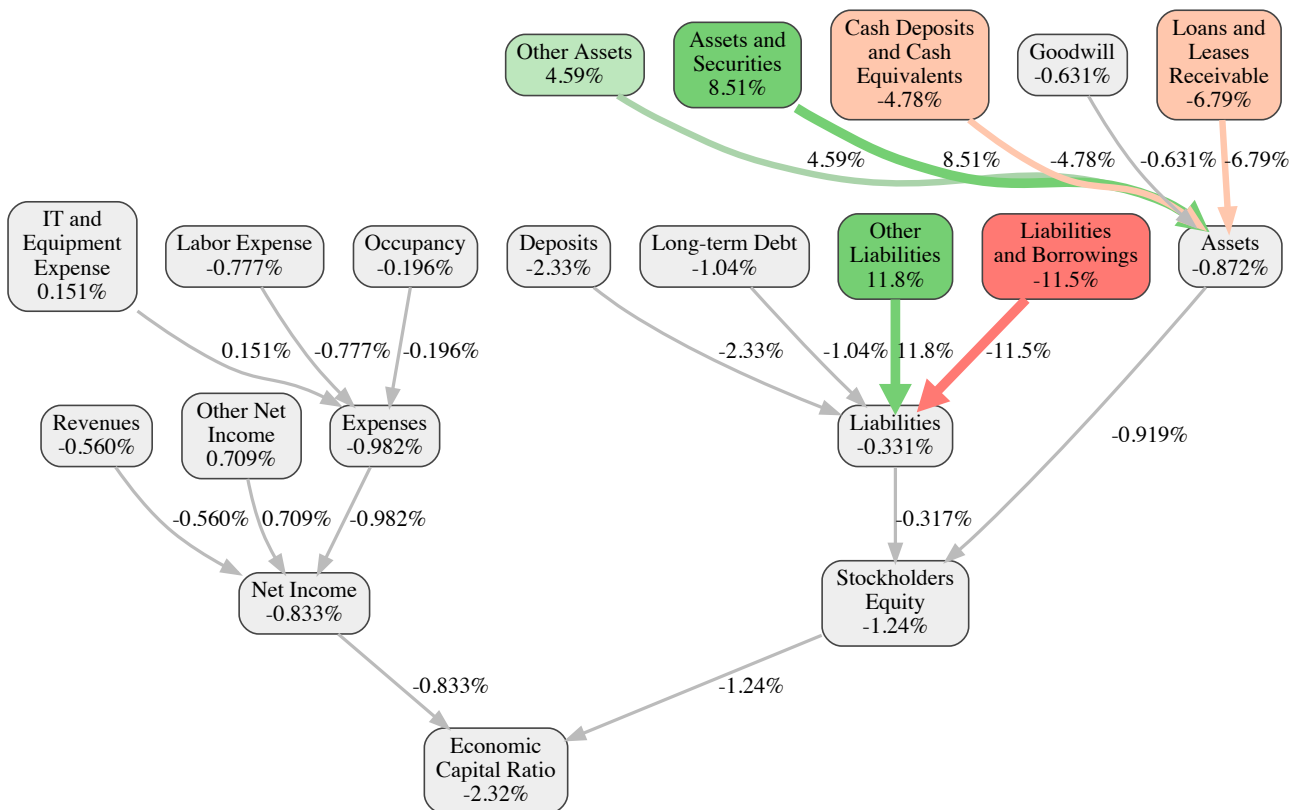 Other Assets
4.59%
Assets and
Securities
8.51%
Cash Deposits
and Cash
Equivalents
-4.78%
Goodwill
-0.631%
Loans and
Leases
Receivable
-6.79%
4.59%
8.51%
-4.78%
-0.631%
-6.79%
IT and
Equipment
Expense
0.151%
Labor Expense
-0.777%
Occupancy
-0.196%
Deposits
-2.33%
Long-term Debt
-1.04%
Other
Liabilities
11.8%
Liabilities
and Borrowings
-11.5%
Assets
-0.872%
0.151%
-0.777%
-0.196%
-2.33%
-1.04%
11.8%
-11.5%
Revenues
-0.560%
Other Net
Income
0.709%
Expenses
-0.982%
Liabilities
-0.331%
-0.919%
-0.560%
0.709%
-0.982%
-0.317%
Net Income
-0.833%
Stockholders
Equity
-1.24%
-0.833%
-1.24%
Economic
Capital Ratio
-2.32%